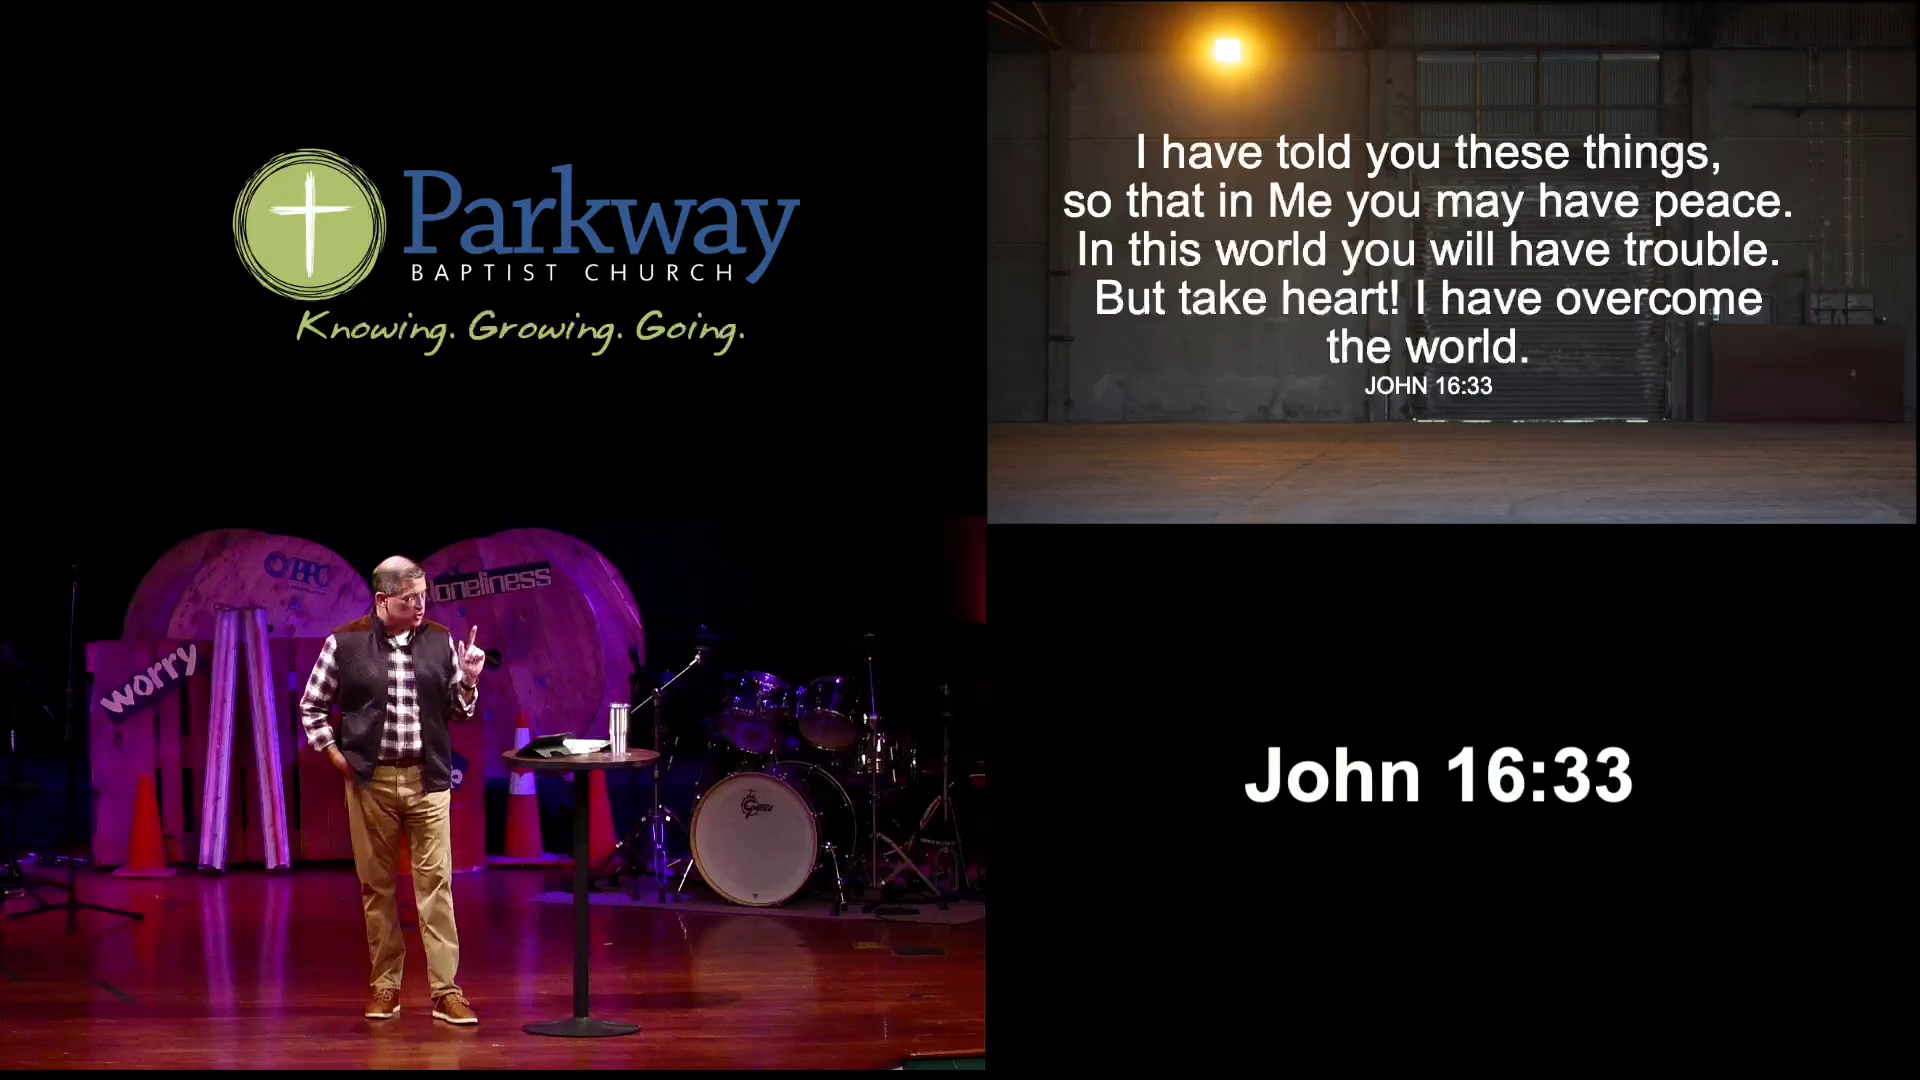 Parkway
BAPTIST CHURCH
Knowing. Growing. Going.
I have told you these things,
so that in Me you may have peace.
In this world you will have trouble.
But take heart! I have overcome
the world.
JOHN 16:33
PPC
loneliness
worry
John 16:33